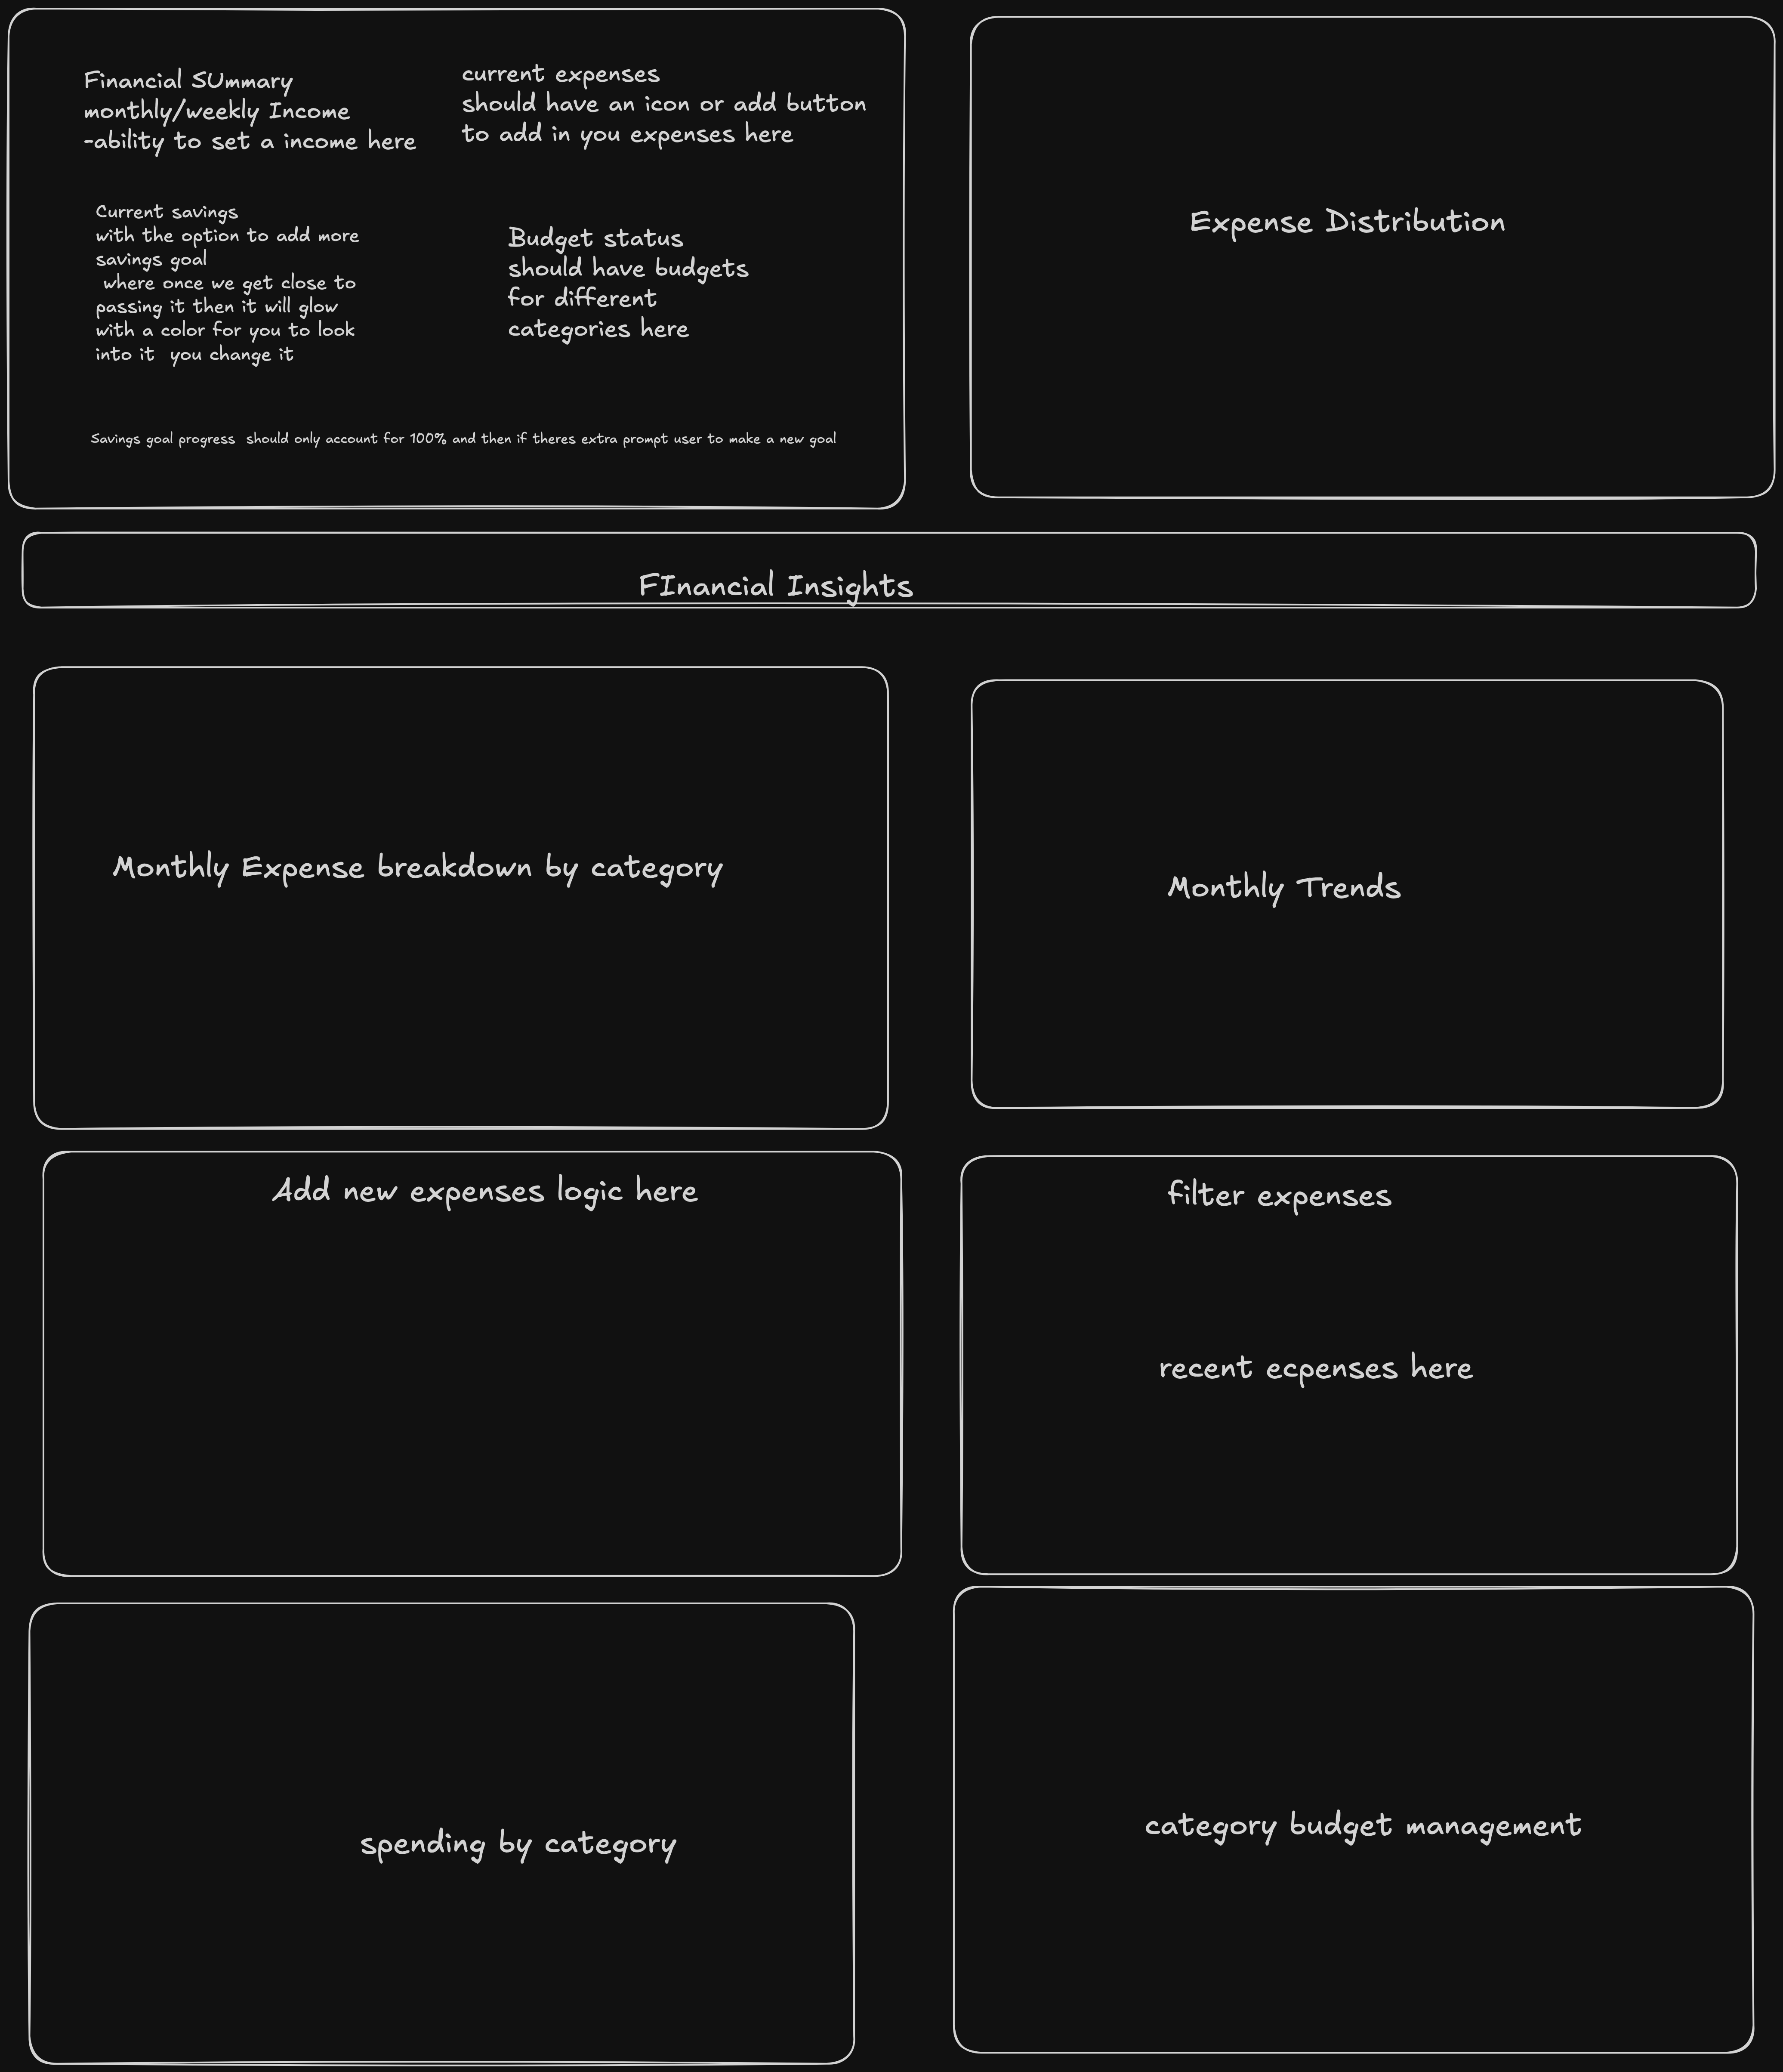 Financial SUmmary
monthly/weekly Income
-ability to set a income here
current expenses
should have an icon or add button
to add in you expenses here
Current savings
with the option to add more
savings goal
where once we get close to
passing it then it will glow
with a color for you to look
into it you change it
Budget status
should have budgets
for different
categories here
Savings goal progress should only account for 100% and then if theres extra prompt user to make a new goal
Expense Distribution
FInancial Insights
Monthly Expense breakdown by category
Monthly Trends
Add new expenses logic here
filter expenses
recent ecpenses here
spending by category
category budget management